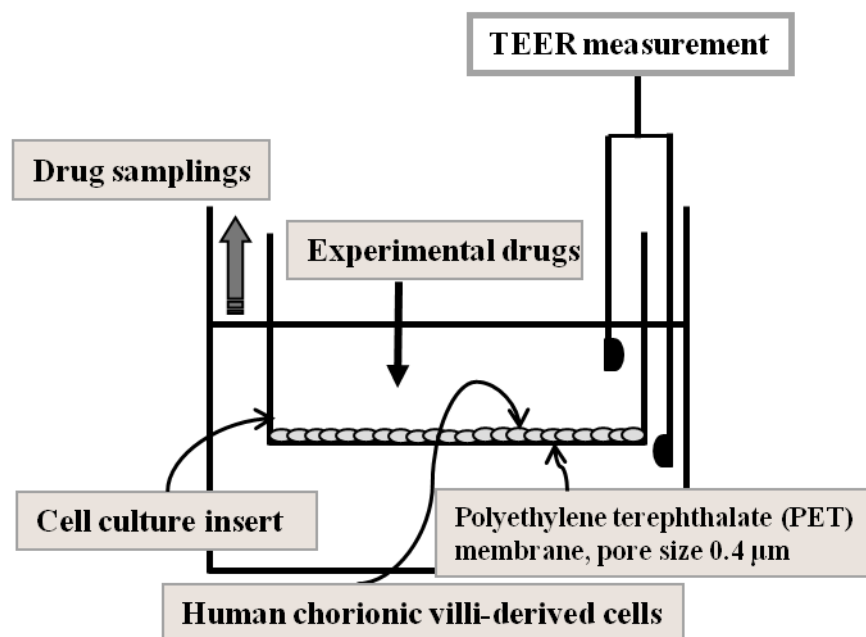 TEER measurement
Drug samplings
Experimental drugs
Cell culture insert
Polyethylene terephthalate (PET)
membrane, pore size 0.4 µm
Human chorionic villi-derived cells